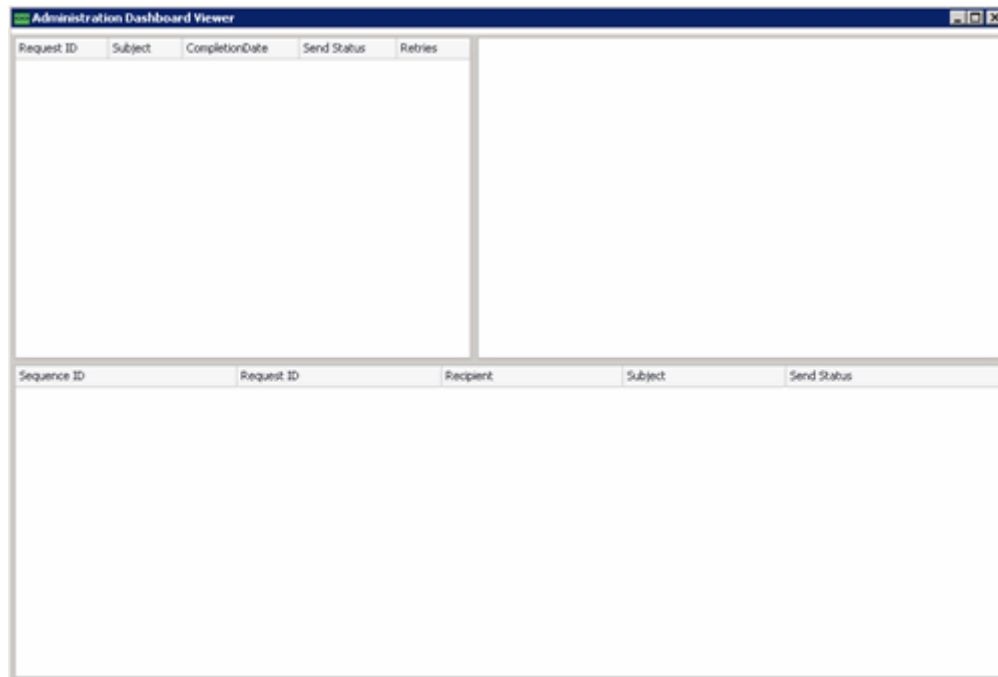 Administration Dashboard Viewer
Request ID Subject CompletionDate Send Status Retries
Sequence ID Request ID Recipient Subject Send Status